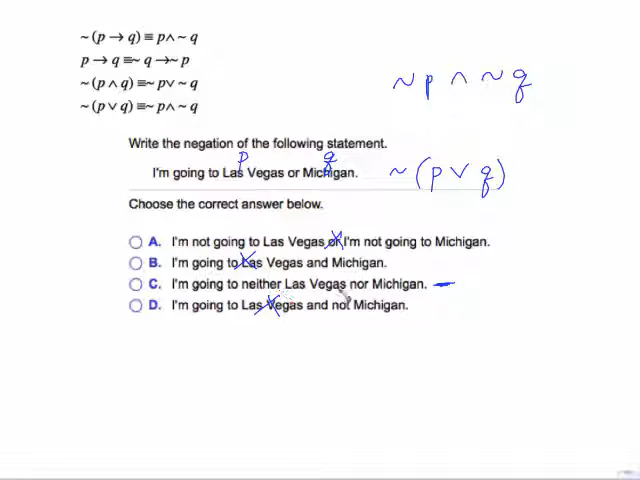 ~ (p → q) ≡ p∧ ~ q
p → q ≡~ q →~ p
~ (p ∧ q) ≡~ p∨ ~ q
~ (p ∨ q) ≡~ p∧ ~ q
~ p ∧ ~ q
Write the negation of the following statement.
p q
I'm going to Las Vegas or Michigan.
~ (p ∨ q)
Choose the correct answer below.
A. I'm not going to Las Vegas or I'm not going to Michigan.
B. I'm going to Las Vegas and Michigan.
C. I'm going to neither Las Vegas nor Michigan.
D. I'm going to Las Vegas and not Michigan.